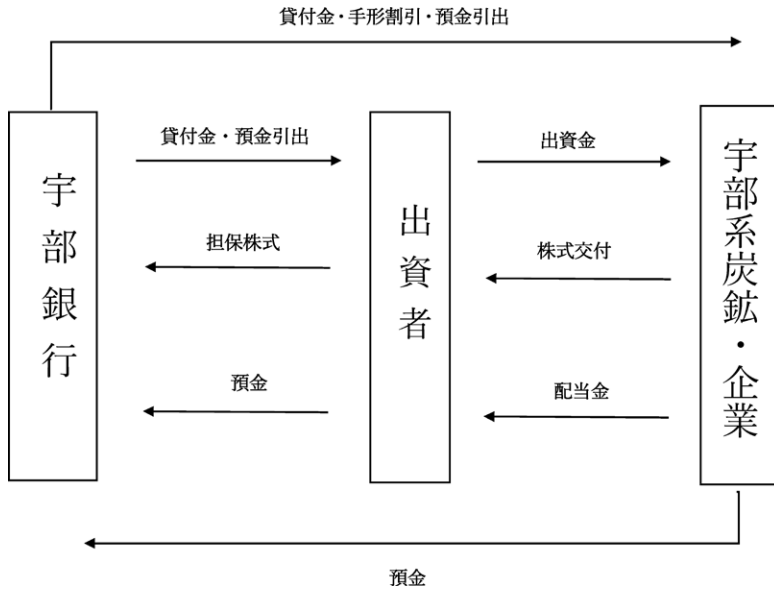 貸付金・手形割引・預金引出
宇部銀行
貸付金・預金引出
担保株式
預金
出資者
出資金
株式交付
配当金
宇部系炭鉱・企業
預金